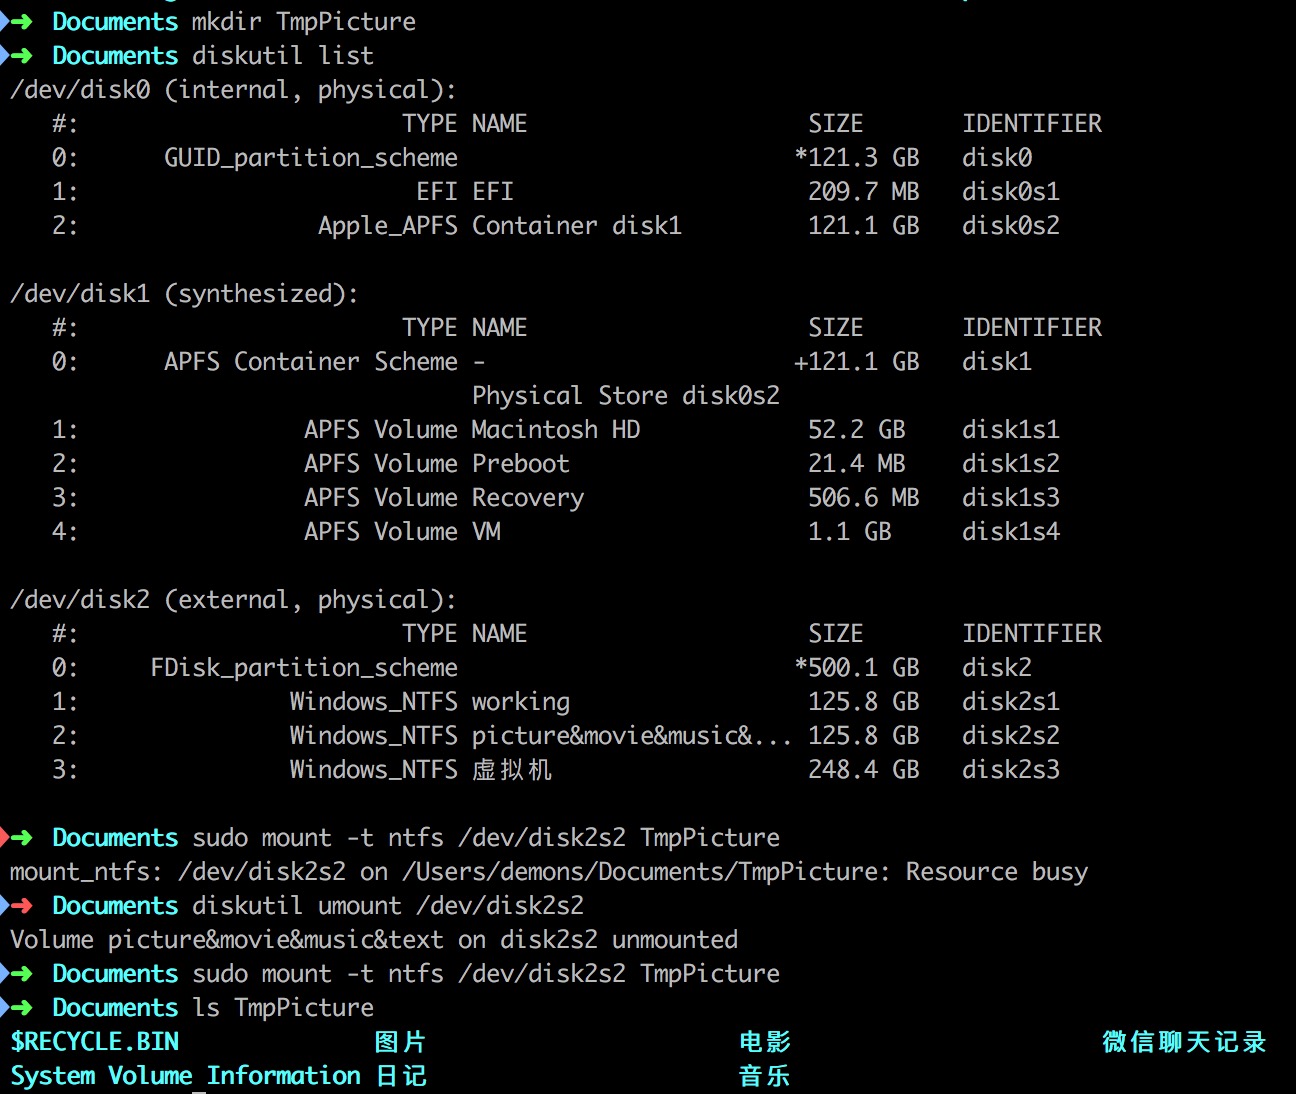 ➜ Documents mkdir TmpPicture
➜ Documents diskutil list
/dev/disk0 (internal, physical):
#: TYPE NAME SIZE IDENTIFIER
0: GUID_partition_scheme *121.3 GB disk0
1: EFI EFI 209.7 MB disk0s1
2: Apple_APFS Container disk1 121.1 GB disk0s2
/dev/disk1 (synthesized):
#: TYPE NAME SIZE IDENTIFIER
0: APFS Container Scheme - +121.1 GB disk1
Physical Store disk0s2
1: APFS Volume Macintosh HD 52.2 GB disk1s1
2: APFS Volume Preboot 21.4 MB disk1s2
3: APFS Volume Recovery 506.6 MB disk1s3
4: APFS Volume VM 1.1 GB disk1s4
/dev/disk2 (external, physical):
#: TYPE NAME SIZE IDENTIFIER
0: FDisk_partition_scheme *500.1 GB disk2
1: Windows_NTFS working 125.8 GB disk2s1
2: Windows_NTFS picture&movie&music&... 125.8 GB disk2s2
3: Windows_NTFS 虚拟机 248.4 GB disk2s3
➜ Documents sudo mount -t ntfs /dev/disk2s2 TmpPicture
mount_ntfs: /dev/disk2s2 on /Users/demons/Documents/TmpPicture: Resource busy
➜ Documents diskutil umount /dev/disk2s2
Volume picture&movie&music&text on disk2s2 unmounted
➜ Documents sudo mount -t ntfs /dev/disk2s2 TmpPicture
➜ Documents ls TmpPicture
$RECYCLE.BIN 图片 电影 微信聊天记录
System Volume Information 日记 音乐